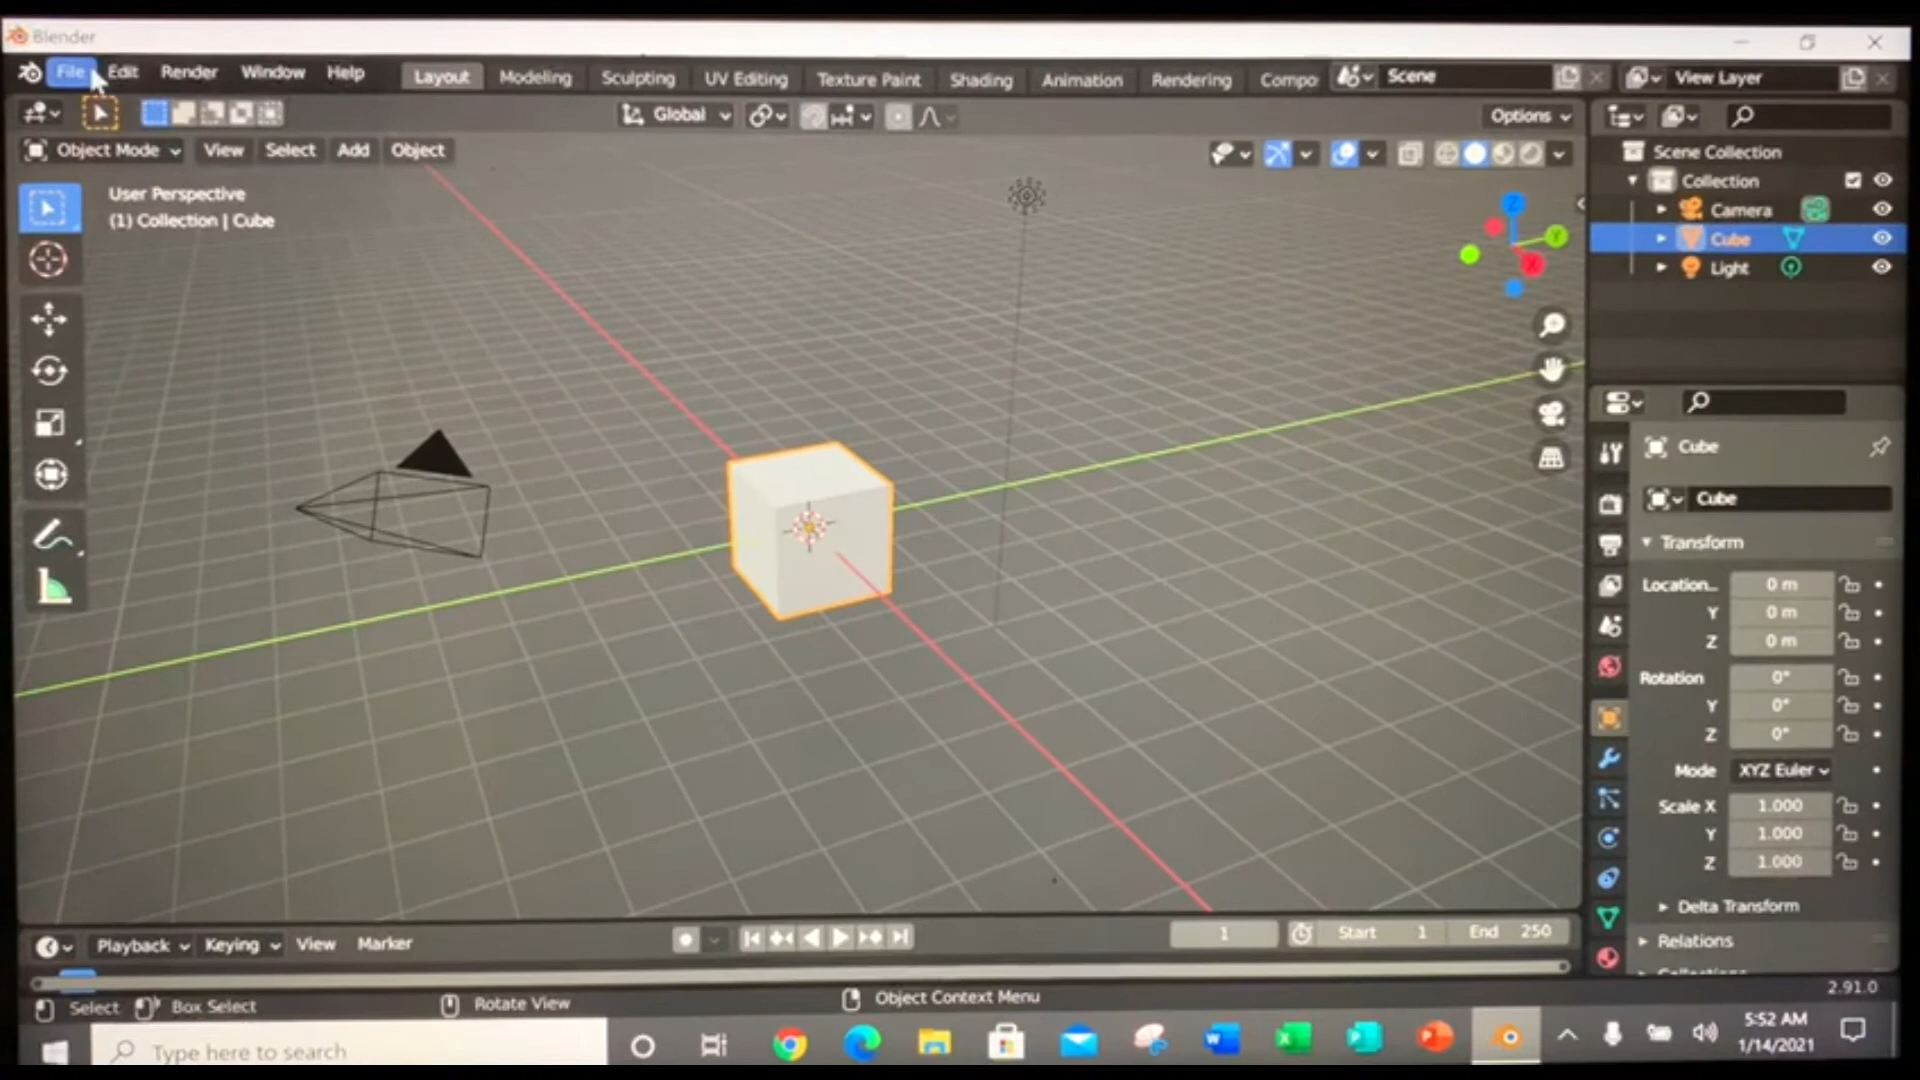 Blender
File Edit Render Window Help Layout Modeling Sculpting UV Editing Texture Paint Shading Animation Rendering Compo Scene View Layer
Global Options
Object Mode View Select Add Object
User Perspective
(1) Collection | Cube
Z
Y
X
Scene Collection
Collection
Camera
Cube
Light
Cube
Cube
Transform
Location... 0 m
Y 0 m
Z 0 m
Rotation 0°
Y 0°
Z 0°
Mode XYZ Euler
Scale X 1.000
Y 1.000
Z 1.000
Delta Transform
Relations
Playback Keying View Marker 1 Start 1 End 250
Select Box Select Rotate View Object Context Menu 2.91.0
Type here to search
5:52 AM
1/14/2021